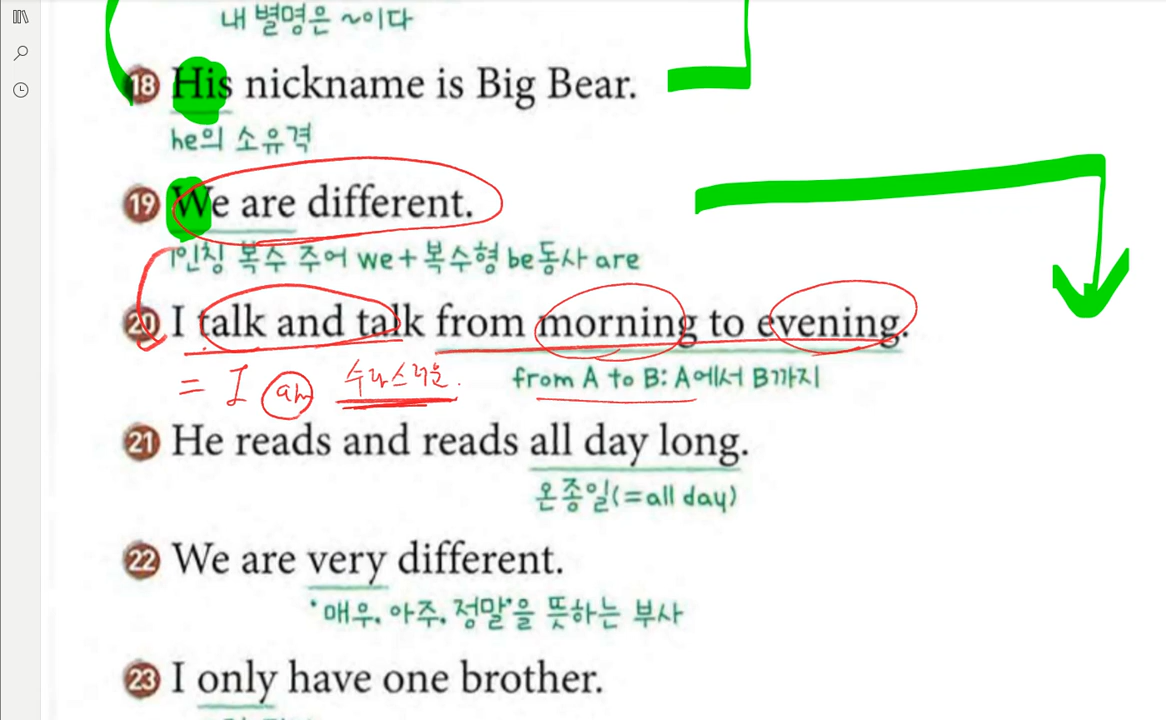 내 별명은 ~이다
18 His nickname is Big Bear.
he의 소유격
19 We are different.
1인칭 복수 주어 we+복수형 be동사 are
20 I talk and talk from morning to evening.
= I am 수다스러운.
from A to B: A에서 B까지
21 He reads and reads all day long.
온종일(=all day)
22 We are very different.
'매우, 아주, 정말'을 뜻하는 부사
23 I only have one brother.